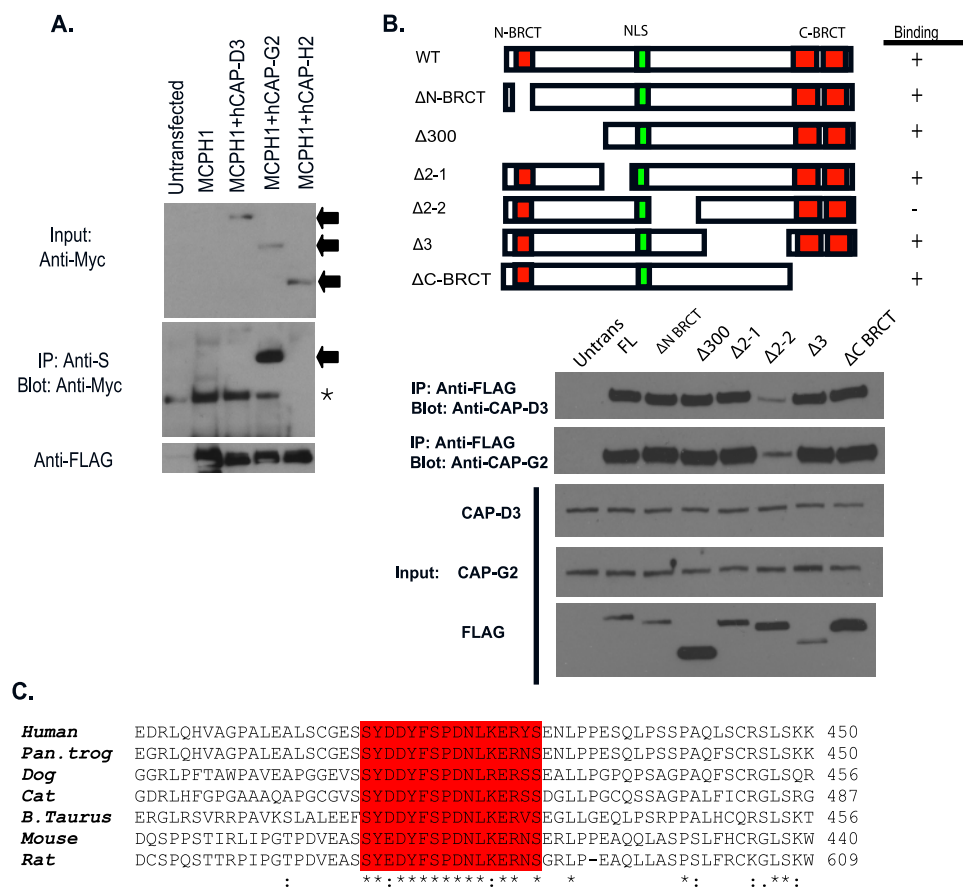 A.
Untransfected
MCPH1
MCPH1+hCAP-D3
MCPH1+hCAP-G2
MCPH1+hCAP-H2
Input:
Anti-Myc
IP: Anti-S
Blot: Anti-Myc
*
Anti-FLAG
B.
N-BRCT NLS C-BRCT Binding
WT +
ΔN-BRCT +
Δ300 +
Δ2-1 +
Δ2-2 -
Δ3 +
ΔC-BRCT +
Untrans FL ΔN BRCT Δ300 Δ2-1 Δ2-2 Δ3 ΔC BRCT
IP: Anti-FLAG
Blot: Anti-CAP-D3
IP: Anti-FLAG
Blot: Anti-CAP-G2
CAP-D3
Input: CAP-G2
FLAG
C.
Human EDRLQHVAGPALEALSCGESSYDDYFSPDNLKERYSENLPPESQLPSSPAQLSCRSLSKK 450
Pan.trog EGRLQHVAGPALEALSCGESSYDDYFSPDNLKERNSENLPPESQLPSSPAQLSCRSLSKK 450
Dog GGRLPFTAWPAVEAPGGEVSSYDDYFSPDNLRERSSEALLPGPQPSAGPAQFSCRGLSQR 456
Cat GDRLHFGPGAAAQAPGCGVSSYDDYFSPDNLKERSSDGLLPGCQSSAGPALFICRGLSRG 487
B.Taurus ERGLRSVRRPAVKSLALEEFSYDDYFSPDNLKERVSEGLLGEQLPSRPPALHCQRSLSKT 456
Mouse DQSPPSTIRLIPGTPDVEASSYEDYFSPDNLKERNSERLPPEAQQLASPSLFHCRGLSKW 440
Rat DCSPQSTTRPIPGTPDVEASSYEDYFSPDNLKERNSGRLP-EAQLLASPSLFRCKGLSKW 609
: **:********:** * * *: :.**: